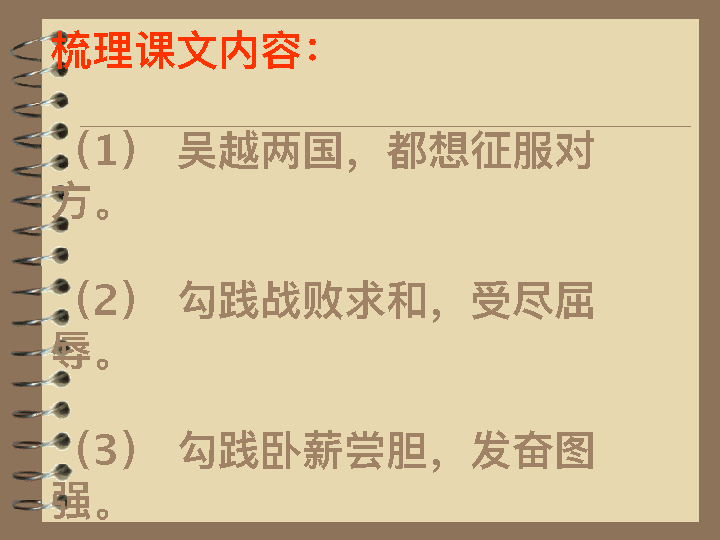 梳理课文内容：
（1） 吴越两国，都想征服对
方。
（2） 勾践战败求和，受尽屈
辱。
（3） 勾践卧薪尝胆，发奋图
强。